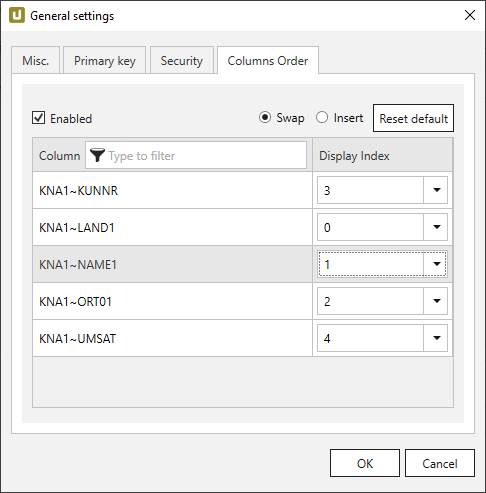 General settings
Misc. Primary key Security Columns Order
Enabled Swap Insert Reset default
Column Type to filter Display Index
KNA1~KUNNR 3
KNA1~LAND1 0
KNA1~NAME1 1
KNA1~ORT01 2
KNA1~UMSAT 4
OK Cancel